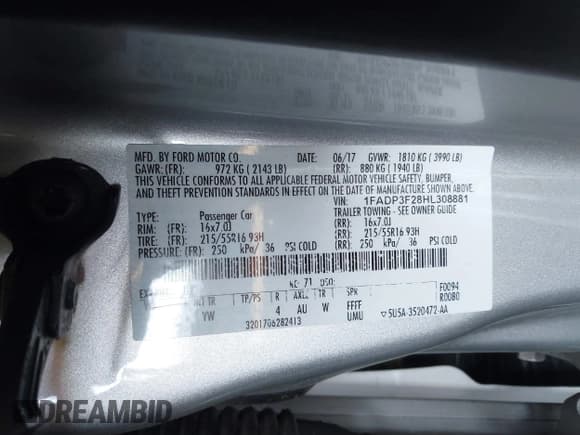 MFD. BY FORD MOTOR CO. DATE: 06/17 GVWR: 1810 KG ( 3990 LB)
GAWR: (FR): 972 KG ( 2143 LB) (RR): 880 KG ( 1940 LB)
THIS VEHICLE CONFORMS TO ALL APPLICABLE FEDERAL MOTOR VEHICLE SAFETY, BUMPER,
AND THEFT PREVENTION STANDARDS IN EFFECT ON THE DATE OF MANUFACTURE SHOWN ABOVE.
VIN: 1FADP3F28HL308881
TYPE: Passenger Car TRAILER TOWING - SEE OWNER GUIDE
RIM: (FR): 16x7.0J (RR): 16x7.0J
TIRE: (FR): 215/55R16 93H (RR): 215/55R16 93H
PRESSURE: (FR) 250 kPa/ 36 PSI COLD (RR): 250 kPa/ 36 PSI COLD
71 DSO: F0094
INT TR TP/PS R AXLE TR SPR R0080
YW 4 AU W FFFF
UMU
3201706282413 5U5A-3520472-AA
DREAMBID